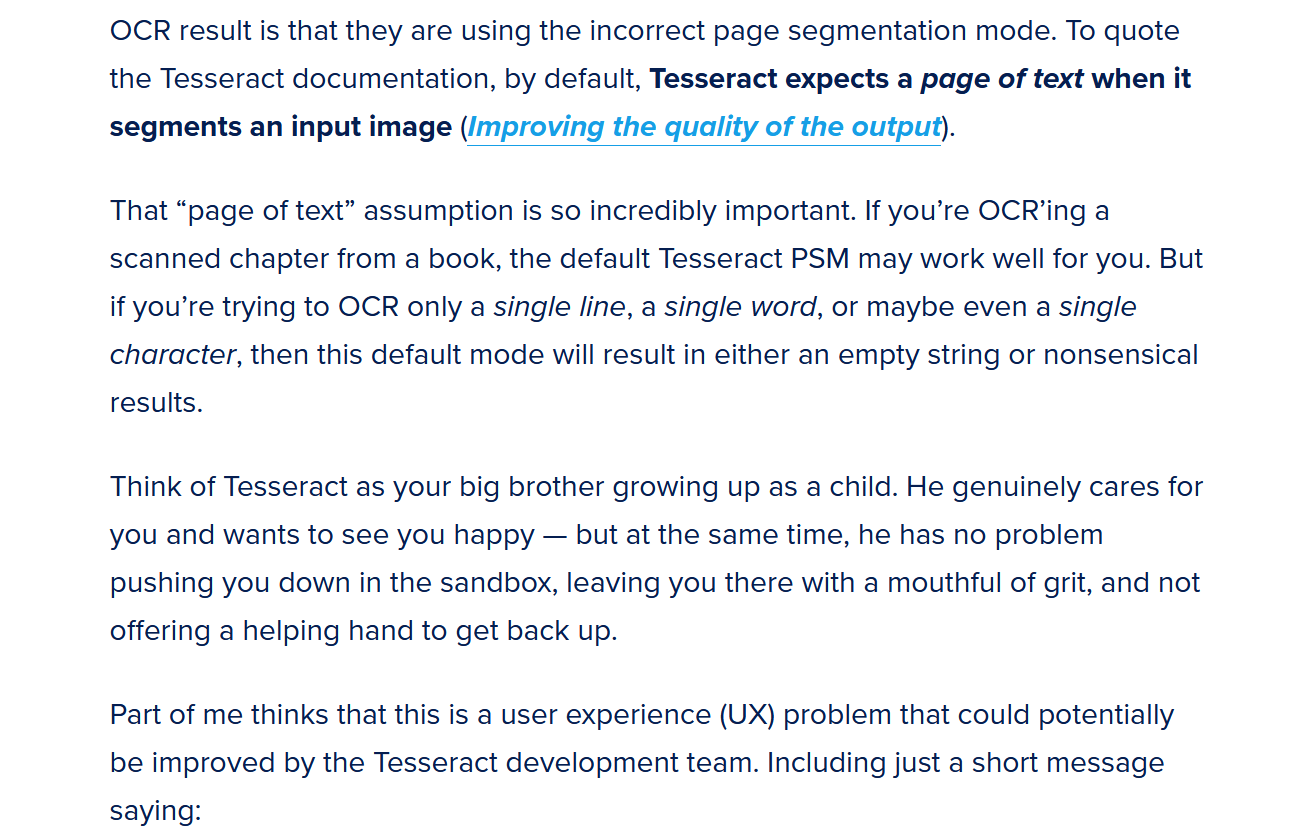 OCR result is that they are using the incorrect page segmentation mode. To quote
the Tesseract documentation, by default, Tesseract expects a page of text when it
segments an input image (Improving the quality of the output).
That “page of text” assumption is so incredibly important. If you’re OCR’ing a
scanned chapter from a book, the default Tesseract PSM may work well for you. But
if you’re trying to OCR only a single line, a single word, or maybe even a single
character, then this default mode will result in either an empty string or nonsensical
results.
Think of Tesseract as your big brother growing up as a child. He genuinely cares for
you and wants to see you happy — but at the same time, he has no problem
pushing you down in the sandbox, leaving you there with a mouthful of grit, and not
offering a helping hand to get back up.
Part of me thinks that this is a user experience (UX) problem that could potentially
be improved by the Tesseract development team. Including just a short message
saying: